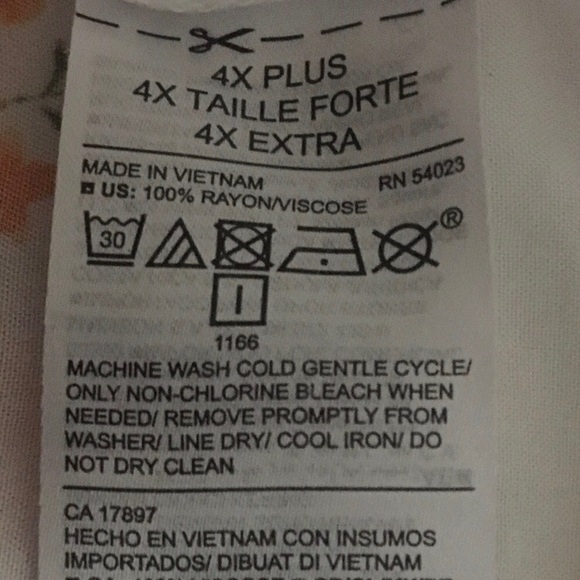 4X PLUS
4X TAILLE FORTE
4X EXTRA
MADE IN VIETNAM
RN 54023
US: 100% RAYON/VISCOSE
30
®
1166
MACHINE WASH COLD GENTLE CYCLE/
ONLY NON-CHLORINE BLEACH WHEN
NEEDED/ REMOVE PROMPTLY FROM
WASHER/ LINE DRY/ COOL IRON/ DO
NOT DRY CLEAN
CA 17897
HECHO EN VIETNAM CON INSUMOS
IMPORTADOS/ DIBUAT DI VIETNAM